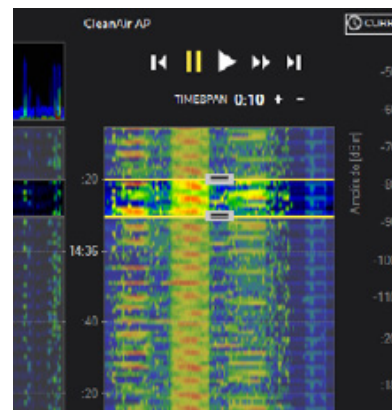 CleanAir AP
CURR
TIMESPAN 0:10 + -
Amplitude [dBm]
:20
14:36
:40
:20
-5
-6
-7
-8
-9
-10
-11